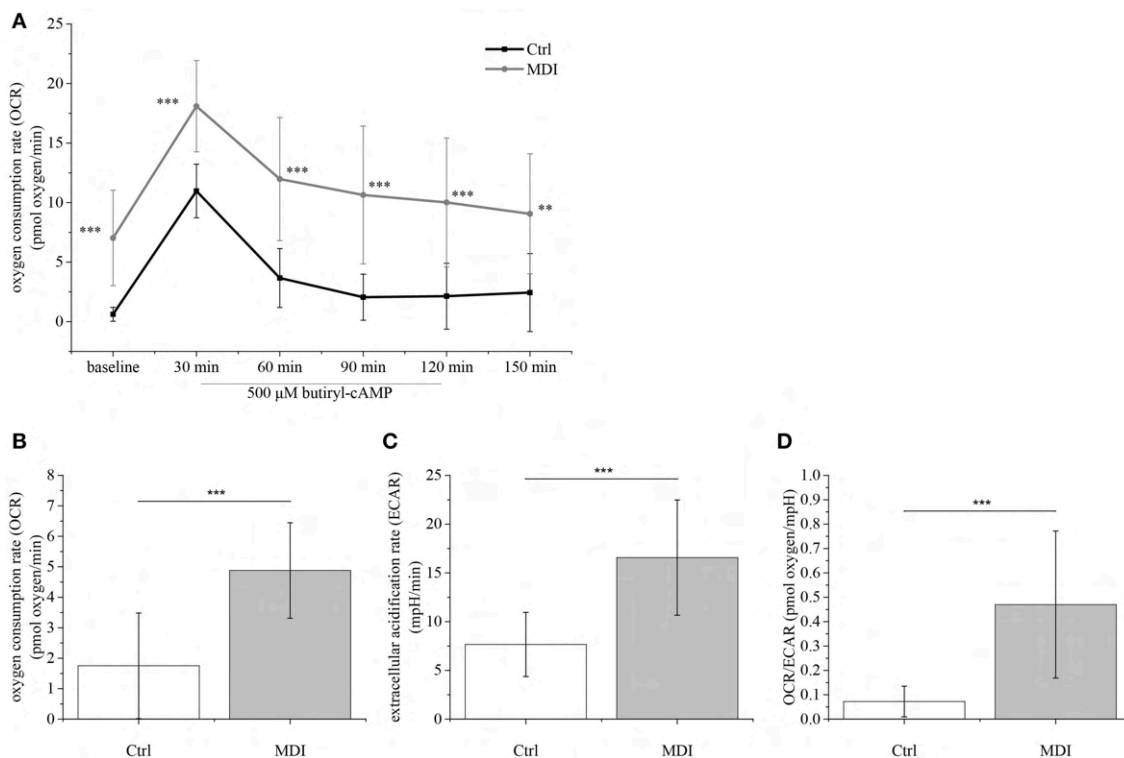 A
25
20
15
10
5
0
oxygen consumption rate (OCR)
(pmol oxygen/min)
Ctrl
MDI
***
***
***
***
***
**
baseline 30 min 60 min 90 min 120 min 150 min
500 µM butiryl-cAMP
B
8
7
6
5
4
3
2
1
0
oxygen consumption rate (OCR)
(pmol oxygen/min)
***
Ctrl MDI
C
25
20
15
10
5
0
extracellular acidification rate (ECAR)
(mpH/min)
***
Ctrl MDI
D
1.0
0.9
0.8
0.7
0.6
0.5
0.4
0.3
0.2
0.1
0.0
OCR/ECAR (pmol oxygen/mpH)
***
Ctrl MDI